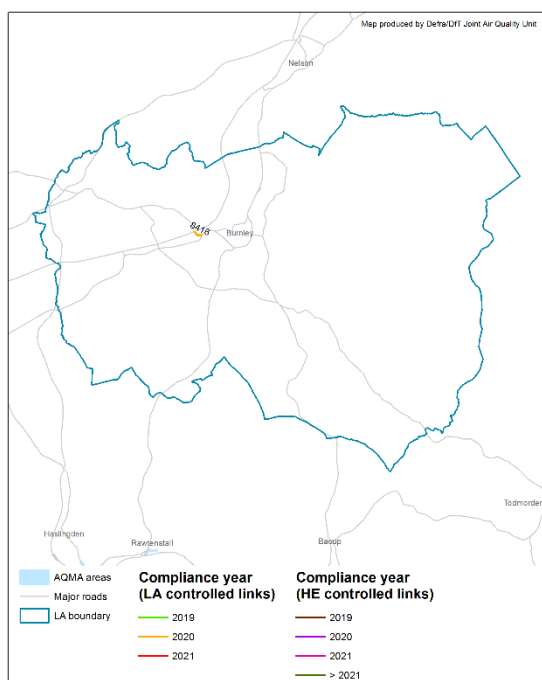 Map produced by Defra/DfT Joint Air Quality Unit
Nelson
8418
Burnley
Todmorden
Haslingden
Rawtenstall
Bacup
AQMA areas
Major roads
LA boundary
Compliance year
(LA controlled links)
2019
2020
2021
Compliance year
(HE controlled links)
2019
2020
2021
> 2021